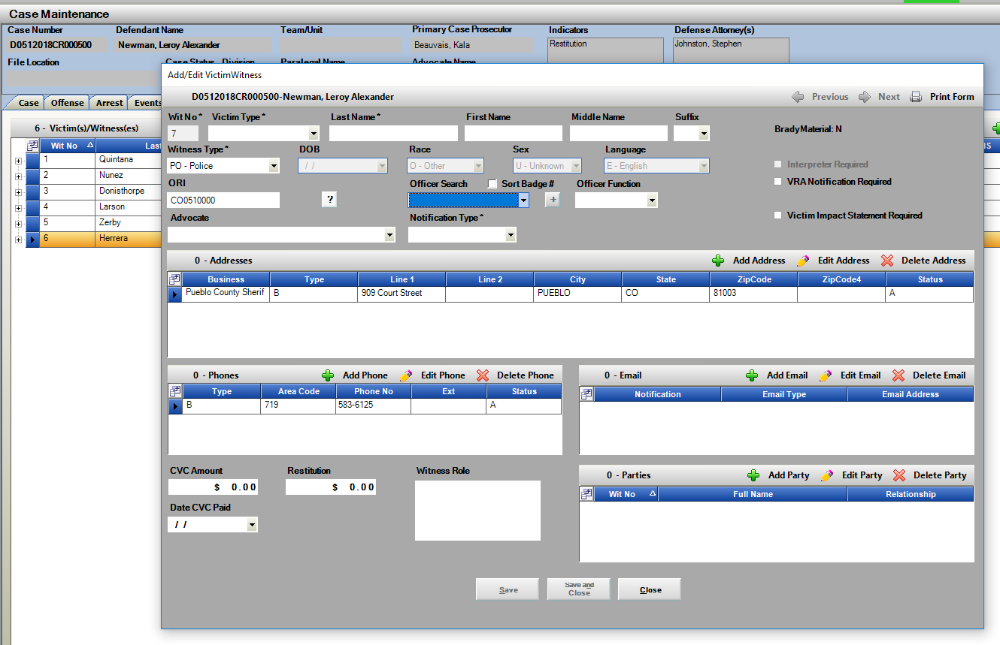 Case Maintenance
Case Number Defendant Name Team/Unit Primary Case Prosecutor Indicators Defense Attorney(s)
D0512018CR000500 Newman, Leroy Alexander Beauvais, Kala Restitution Johnston, Stephen
File Location Case Status Division Paralegal Name Advocate Name
Add/Edit VictimWitness
D0512018CR000500-Newman, Leroy Alexander Previous Next Print Form
Case Offense Arrest Events
6 - Victim(s)/Witness(es)
Wit No Last
1 Quintana
2 Nunez
3 Donisthorpe
4 Larson
5 Zerby
6 Herrera
Wit No* Victim Type* Last Name* First Name Middle Name Suffix
7
Brady Material: N
Witness Type* DOB Race Sex Language
PO - Police / / O - Other U - Unknown E - English
Interpreter Required
ORI Officer Search Sort Badge # Officer Function
VRA Notification Required
CO0510000 ? +
Advocate Notification Type*
Victim Impact Statement Required
0 - Addresses Add Address Edit Address Delete Address
Business Type Line 1 Line 2 City State ZipCode ZipCode4 Status
Pueblo County Sherif B 909 Court Street PUEBLO CO 81003 A
0 - Phones Add Phone Edit Phone Delete Phone
Type Area Code Phone No Ext Status
B 719 583-6125 A
0 - Email Add Email Edit Email Delete Email
Notification Email Type Email Address
CVC Amount Restitution Witness Role
$ 0.00 $ 0.00
Date CVC Paid
/ /
0 - Parties Add Party Edit Party Delete Party
Wit No Full Name Relationship
Save Save and Close Close